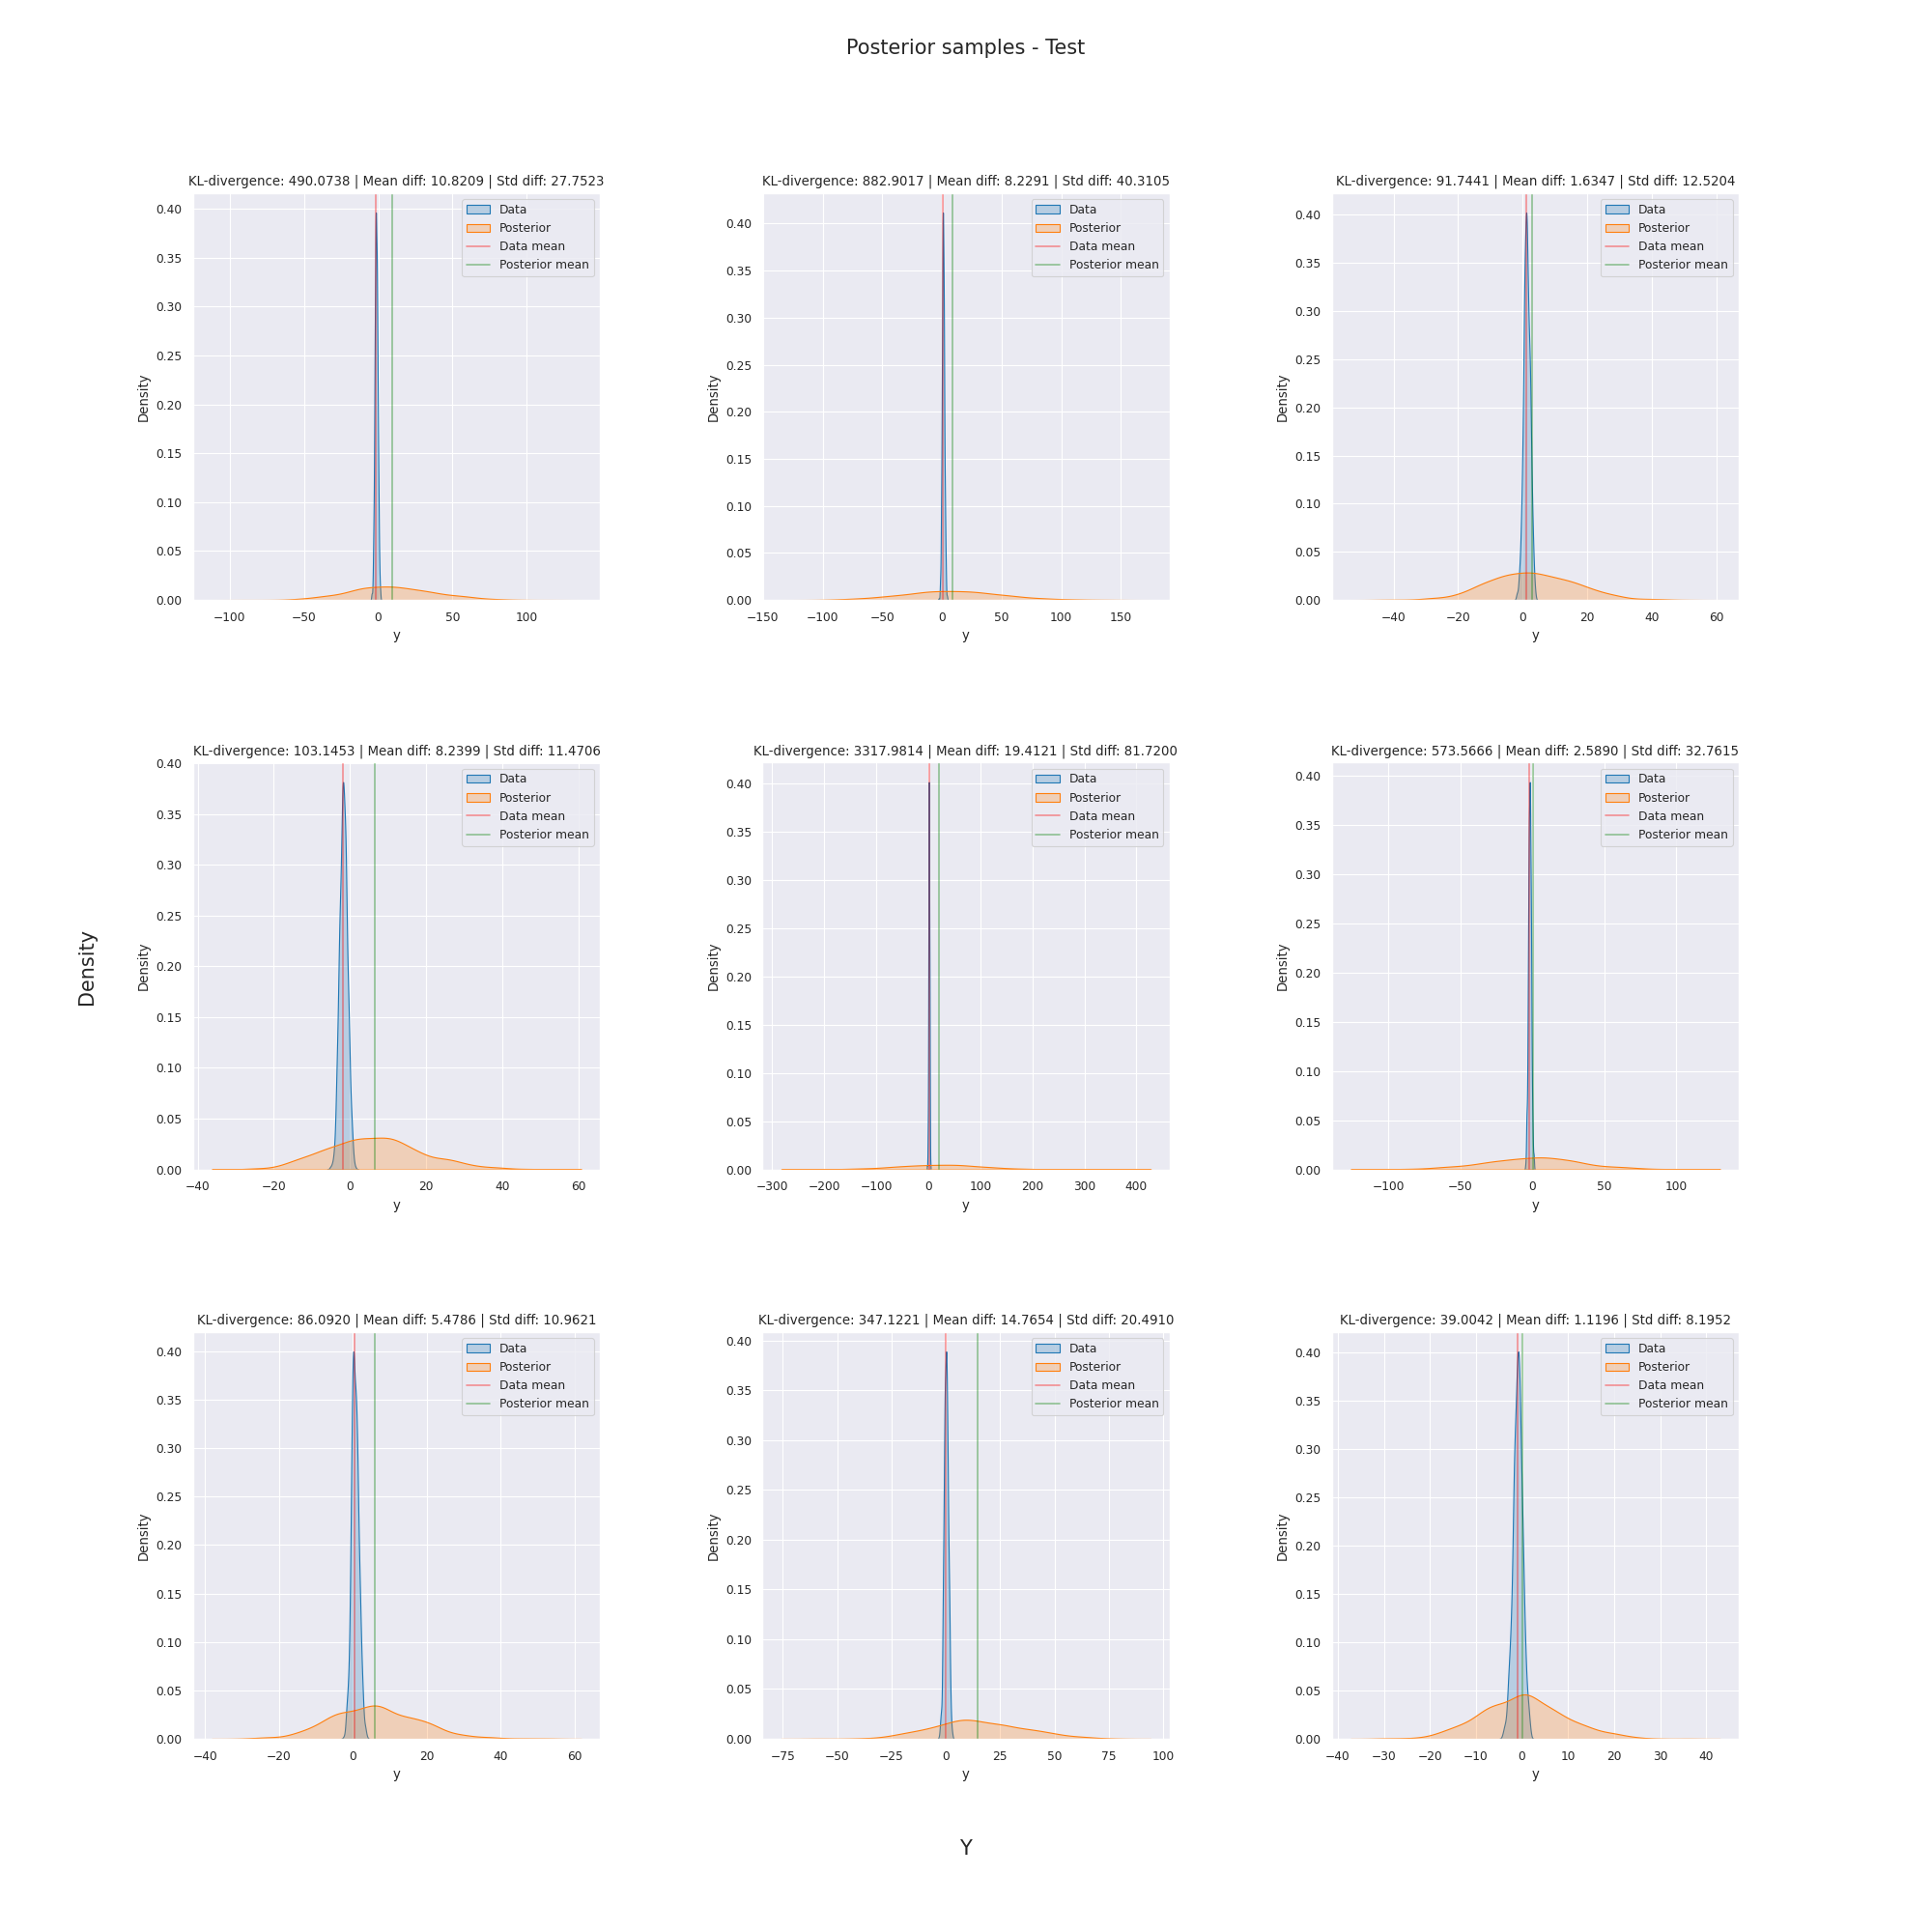 Posterior samples - Test
KL-divergence: 490.0738 | Mean diff: 10.8209 | Std diff: 27.7523
Data
Posterior
Data mean
Posterior mean
0.40
0.35
0.30
0.25
0.20
0.15
0.10
0.05
0.00
Density
−100 −50 0 50 100
y
KL-divergence: 882.9017 | Mean diff: 8.2291 | Std diff: 40.3105
Data
Posterior
Data mean
Posterior mean
0.40
0.35
0.30
0.25
0.20
0.15
0.10
0.05
0.00
Density
−150 −100 −50 0 50 100 150
y
KL-divergence: 91.7441 | Mean diff: 1.6347 | Std diff: 12.5204
Data
Posterior
Data mean
Posterior mean
0.40
0.35
0.30
0.25
0.20
0.15
0.10
0.05
0.00
Density
−40 −20 0 20 40 60
y
Density
KL-divergence: 103.1453 | Mean diff: 8.2399 | Std diff: 11.4706
Data
Posterior
Data mean
Posterior mean
0.40
0.35
0.30
0.25
0.20
0.15
0.10
0.05
0.00
Density
−40 −20 0 20 40 60
y
KL-divergence: 3317.9814 | Mean diff: 19.4121 | Std diff: 81.7200
Data
Posterior
Data mean
Posterior mean
0.40
0.35
0.30
0.25
0.20
0.15
0.10
0.05
0.00
Density
−300 −200 −100 0 100 200 300 400
y
KL-divergence: 573.5666 | Mean diff: 2.5890 | Std diff: 32.7615
Data
Posterior
Data mean
Posterior mean
0.40
0.35
0.30
0.25
0.20
0.15
0.10
0.05
0.00
Density
−100 −50 0 50 100
y
KL-divergence: 86.0920 | Mean diff: 5.4786 | Std diff: 10.9621
Data
Posterior
Data mean
Posterior mean
0.40
0.35
0.30
0.25
0.20
0.15
0.10
0.05
0.00
Density
−40 −20 0 20 40 60
y
KL-divergence: 347.1221 | Mean diff: 14.7654 | Std diff: 20.4910
Data
Posterior
Data mean
Posterior mean
0.40
0.35
0.30
0.25
0.20
0.15
0.10
0.05
0.00
Density
−75 −50 −25 0 25 50 75 100
y
KL-divergence: 39.0042 | Mean diff: 1.1196 | Std diff: 8.1952
Data
Posterior
Data mean
Posterior mean
0.40
0.35
0.30
0.25
0.20
0.15
0.10
0.05
0.00
Density
−40 −30 −20 −10 0 10 20 30 40
y
Y